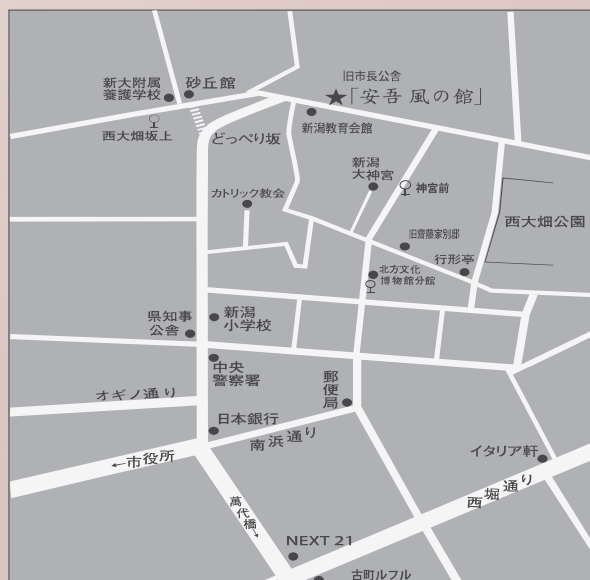 旧市長公舎
新大附属
養護学校
砂丘館
★「安吾 風の館」
西大畑坂上
どっぺり坂
新潟教育会館
新潟
大神宮
神宮前
カトリック教会
西大畑公園
旧齋藤家別邸
行形亭
北方文化
博物館分館
県知事
公舎
新潟
小学校
中央
警察署
郵便局
オギノ通り
日本銀行
南浜通り
←市役所
イタリア軒
西堀通り
萬代橋→
NEXT 21
古町ルフル